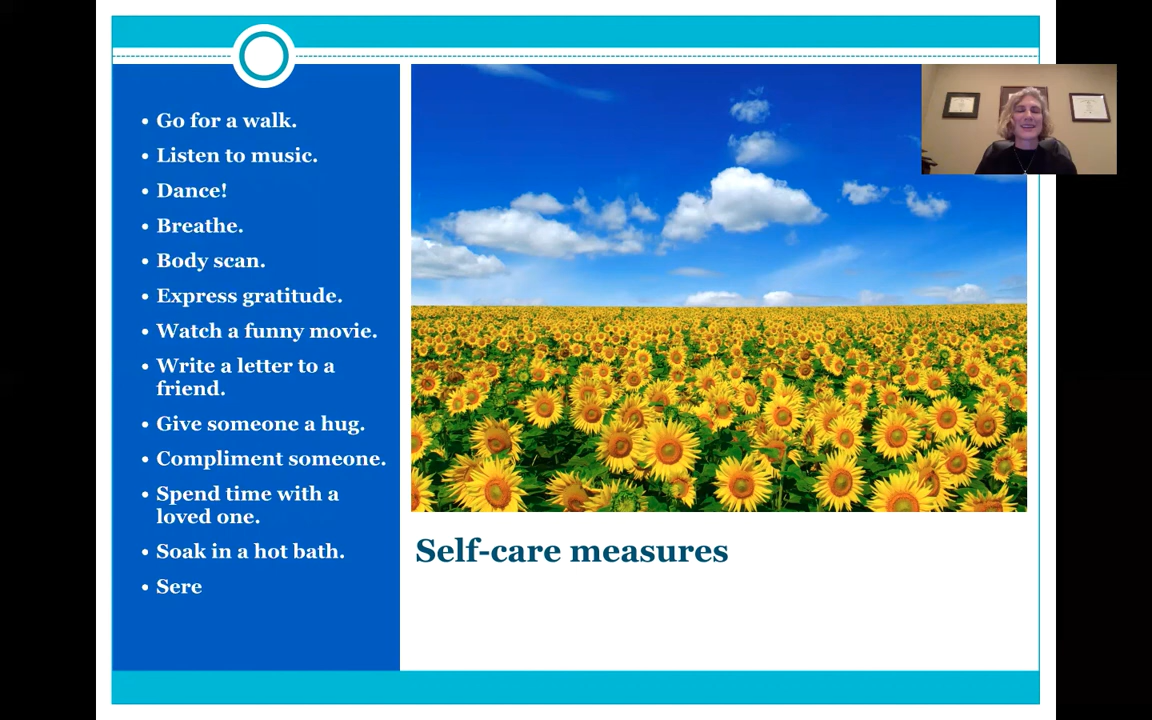 • Go for a walk.
• Listen to music.
• Dance!
• Breathe.
• Body scan.
• Express gratitude.
• Watch a funny movie.
• Write a letter to a
friend.
• Give someone a hug.
• Compliment someone.
• Spend time with a
loved one.
• Soak in a hot bath.
• Sere
Self-care measures